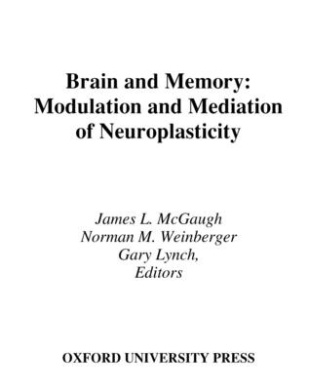 Brain and Memory:
Modulation and Mediation
of Neuroplasticity
James L. McGaugh
Norman M. Weinberger
Gary Lynch,
Editors
OXFORD UNIVERSITY PRESS